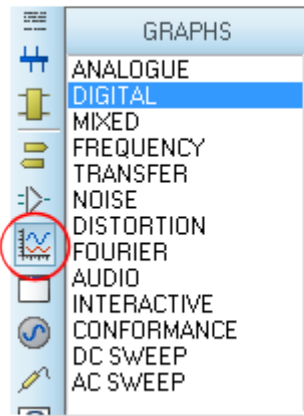 GRAPHS
ANALOGUE
DIGITAL
MIXED
FREQUENCY
TRANSFER
NOISE
DISTORTION
FOURIER
AUDIO
INTERACTIVE
CONFORMANCE
DC SWEEP
AC SWEEP